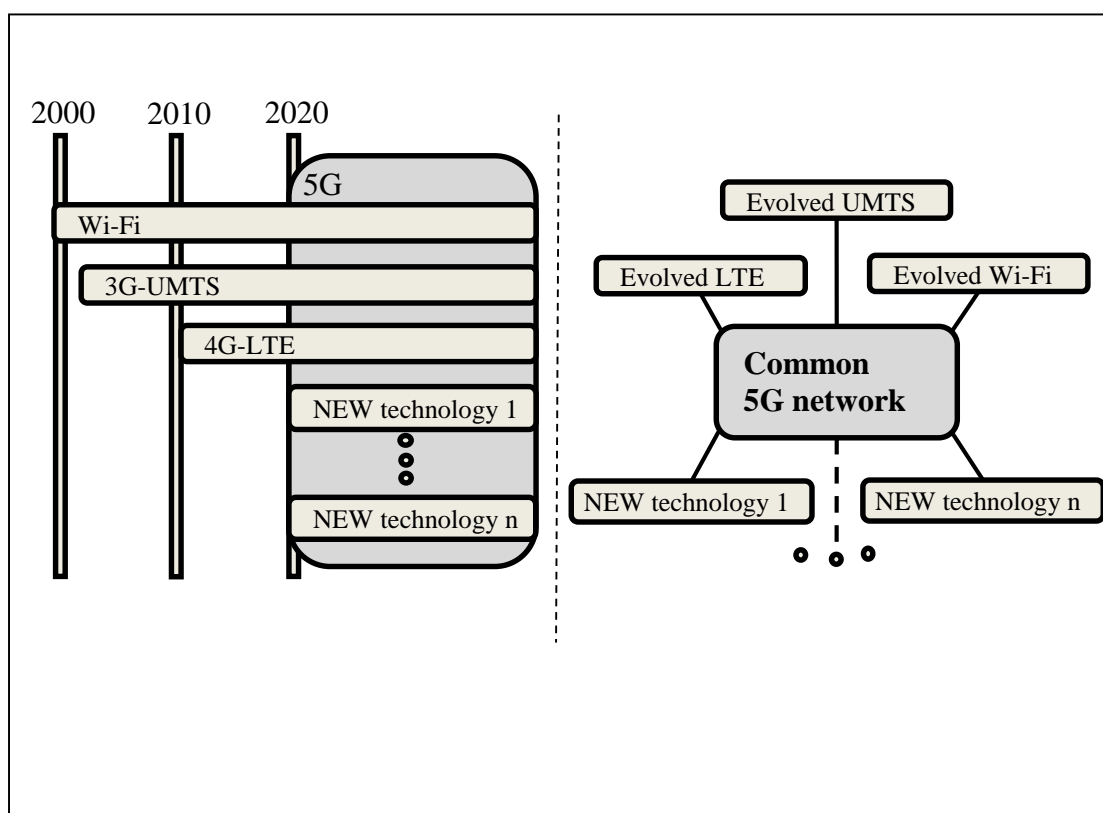 2000 2010 2020
5G
Wi-Fi
3G-UMTS
4G-LTE
NEW technology 1
NEW technology n
Evolved UMTS
Evolved LTE
Evolved Wi-Fi
Common
5G network
NEW technology 1
NEW technology n